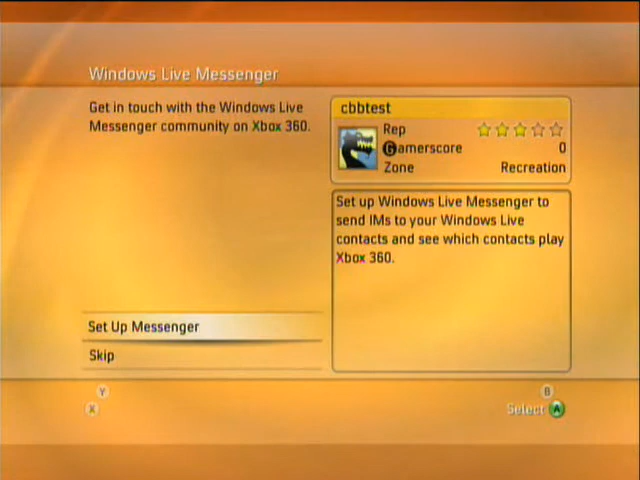 Windows Live Messenger
Get in touch with the Windows Live
Messenger community on Xbox 360.
Set Up Messenger
Skip
cbbtest
Rep
Gamerscore 0
Zone Recreation
Set up Windows Live Messenger to
send IMs to your Windows Live
contacts and see which contacts play
Xbox 360.
Y
X
B
Select A